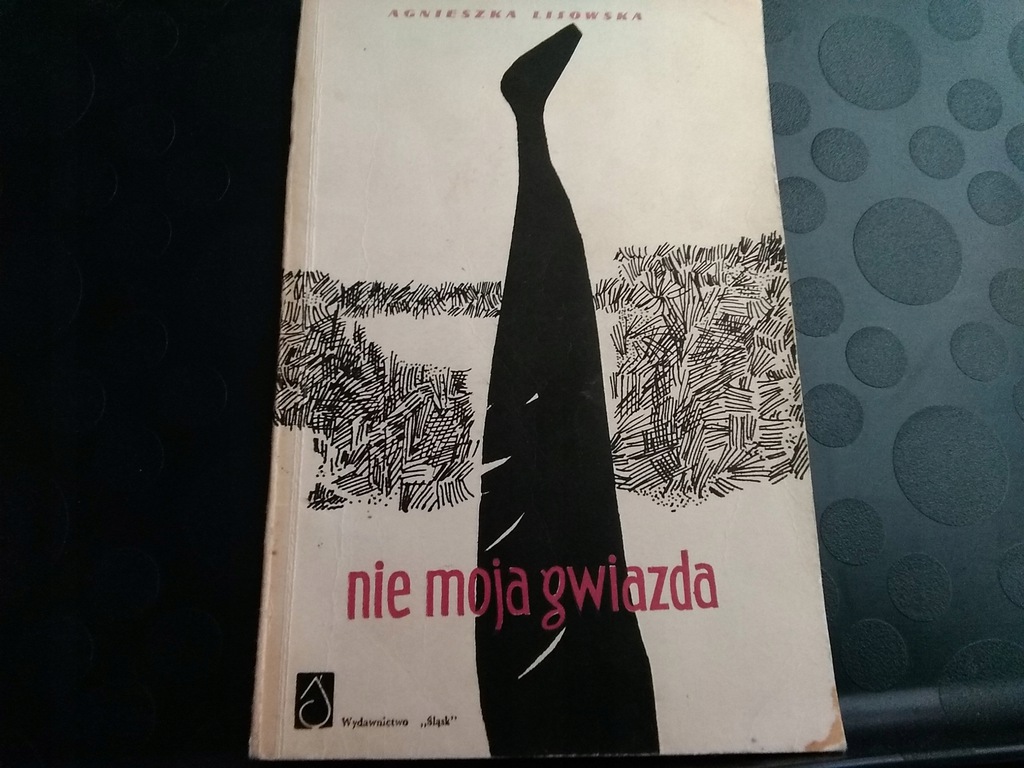 AGNIESZKA LISOWSKA
nie moja gwiazda
Wydawnictwo „Śląsk"